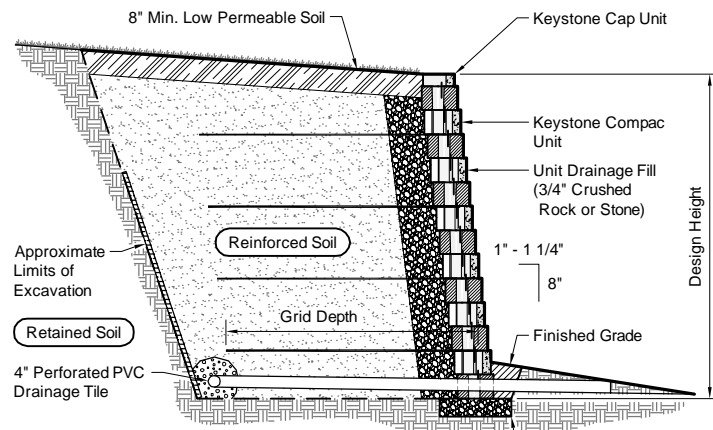 8" Min. Low Permeable Soil
Keystone Cap Unit
Keystone Compac
Unit
Unit Drainage Fill
(3/4" Crushed
Rock or Stone)
Design Height
Reinforced Soil
1" - 1 1/4"
8"
Approximate
Limits of
Excavation
Grid Depth
Retained Soil
Finished Grade
4" Perforated PVC
Drainage Tile